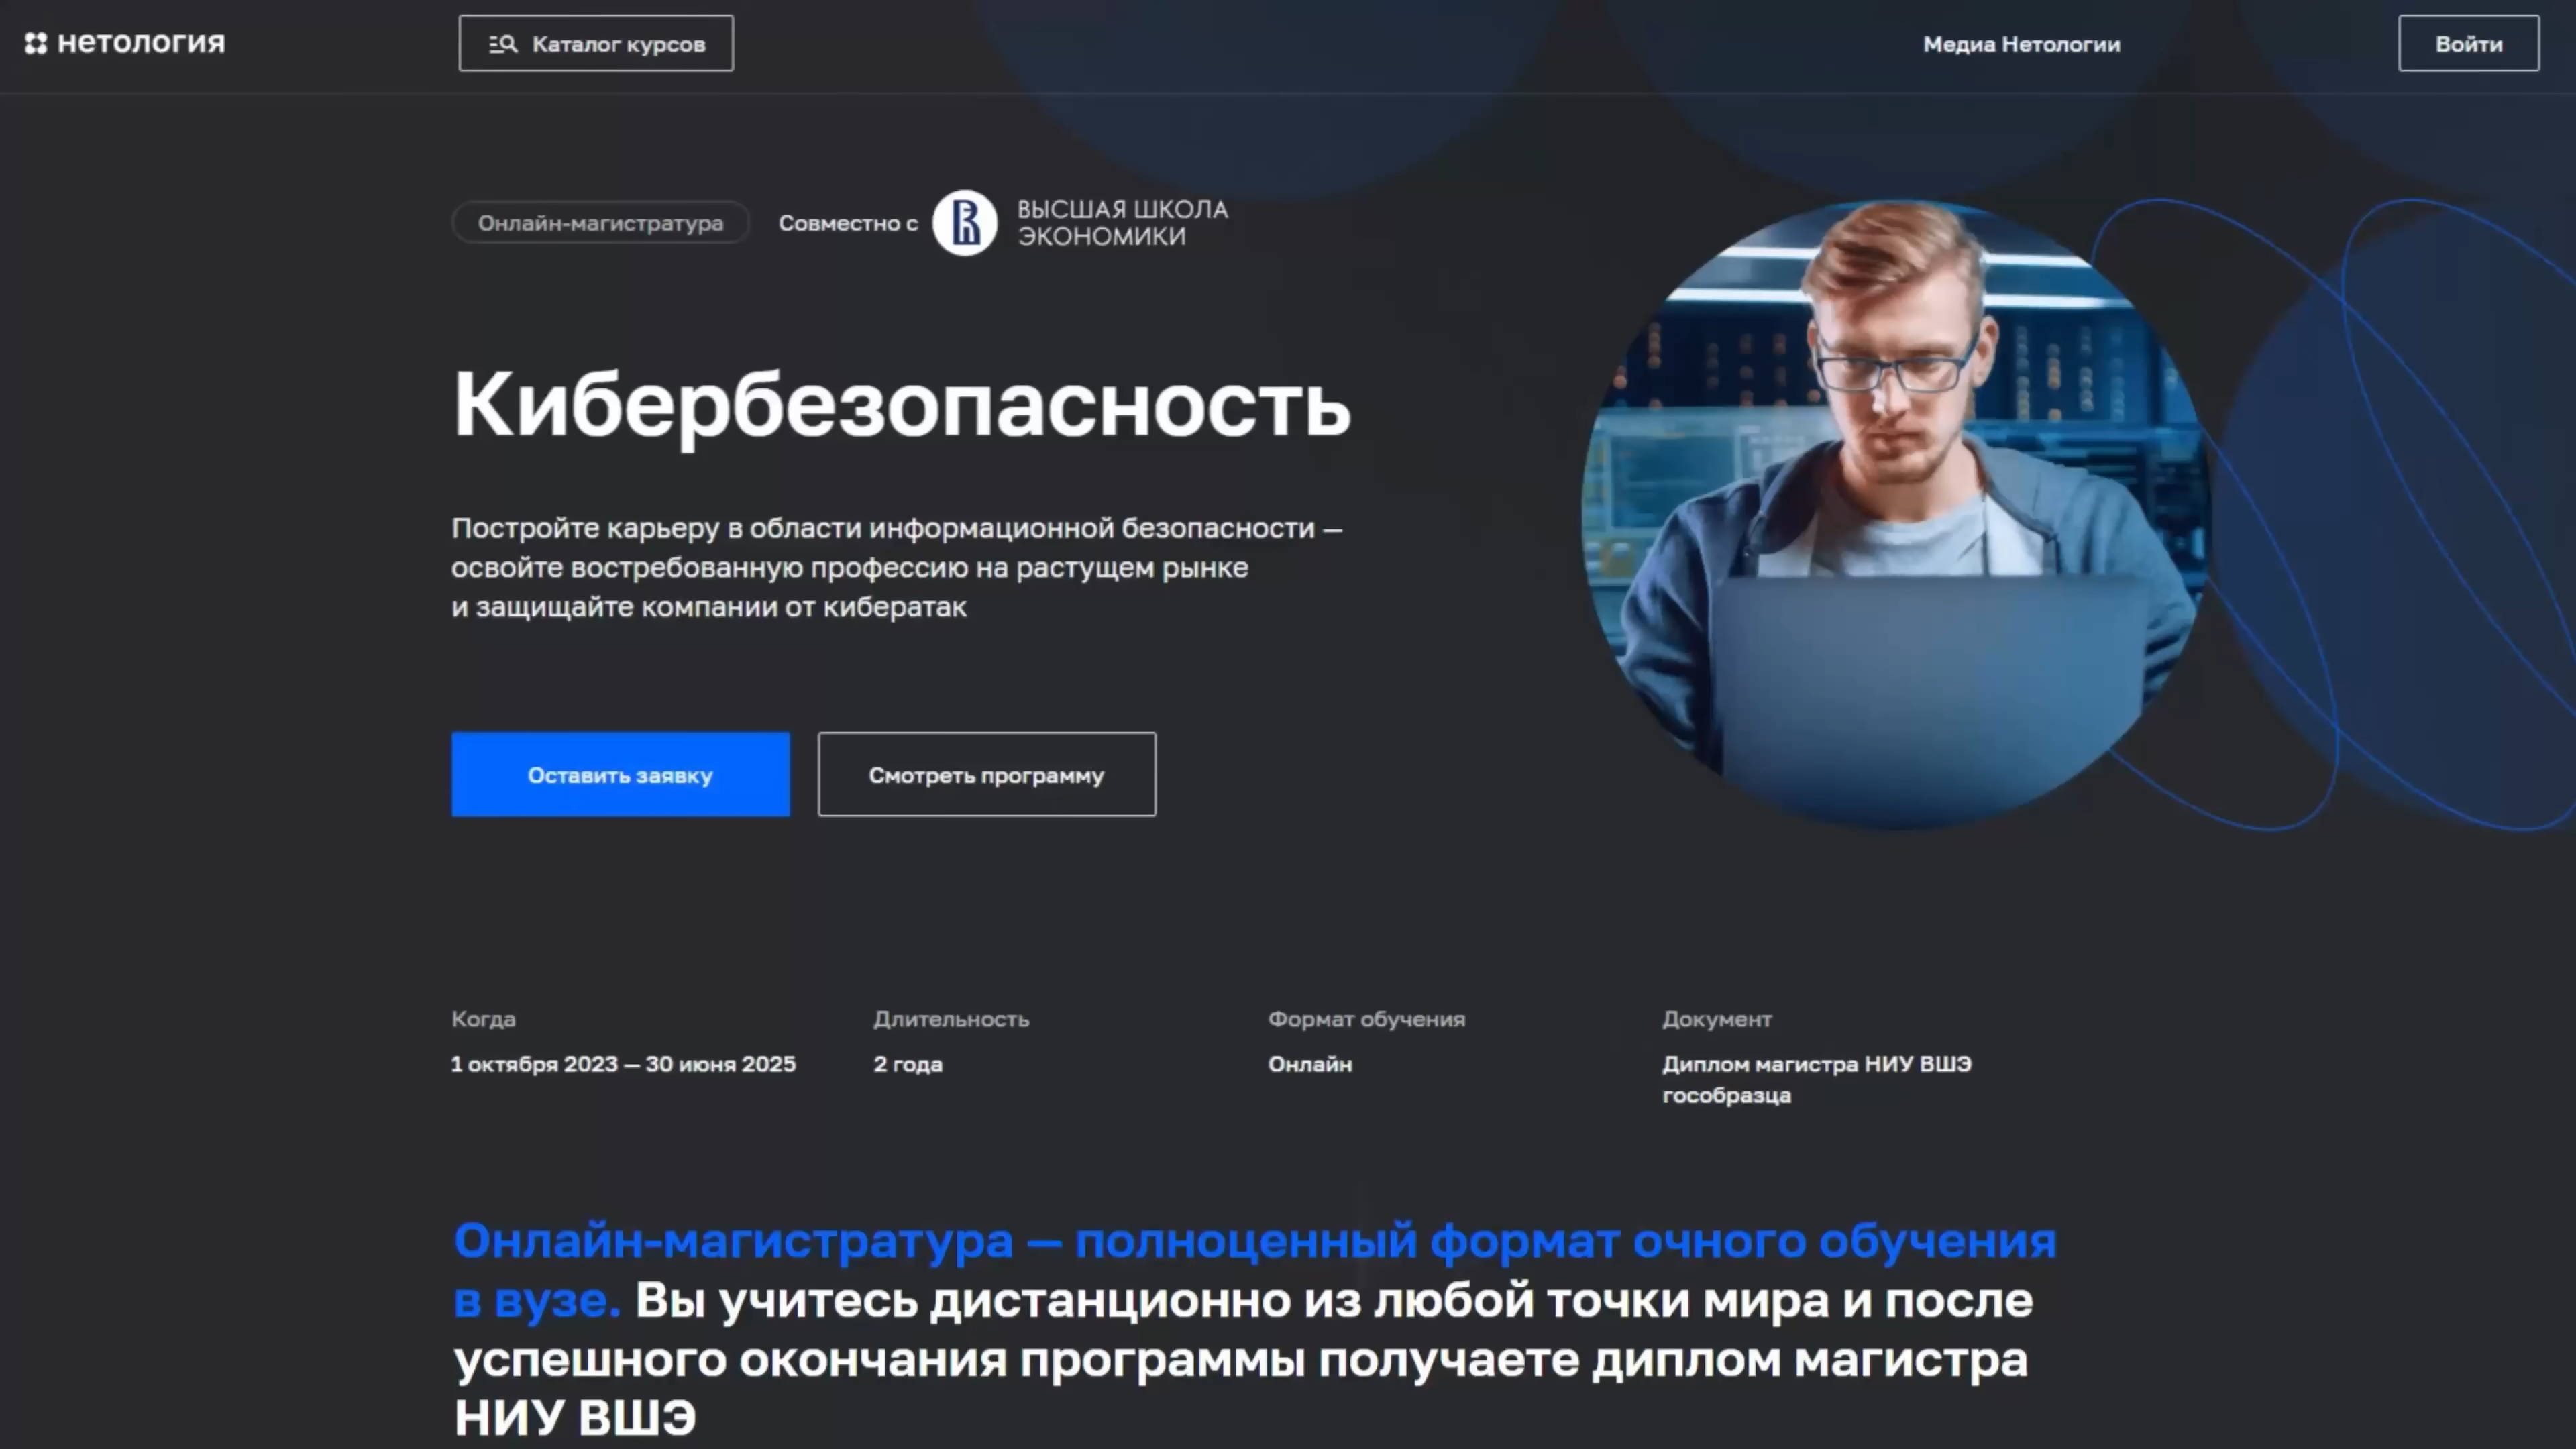 нетология
Каталог курсов
Медиа Нетологии
Войти
Онлайн-магистратура
Совместно с
ВЫСШАЯ ШКОЛА
ЭКОНОМИКИ
Кибербезопасность
Постройте карьеру в области информационной безопасности —
освойте востребованную профессию на растущем рынке
и защищайте компании от кибератак
Оставить заявку
Смотреть программу
Когда
1 октября 2023 — 30 июня 2025
Длительность
2 года
Формат обучения
Онлайн
Документ
Диплом магистра НИУ ВШЭ
гособразца
Онлайн-магистратура — полноценный формат очного обучения
в вузе. Вы учитесь дистанционно из любой точки мира и после
успешного окончания программы получаете диплом магистра
НИУ ВШЭ